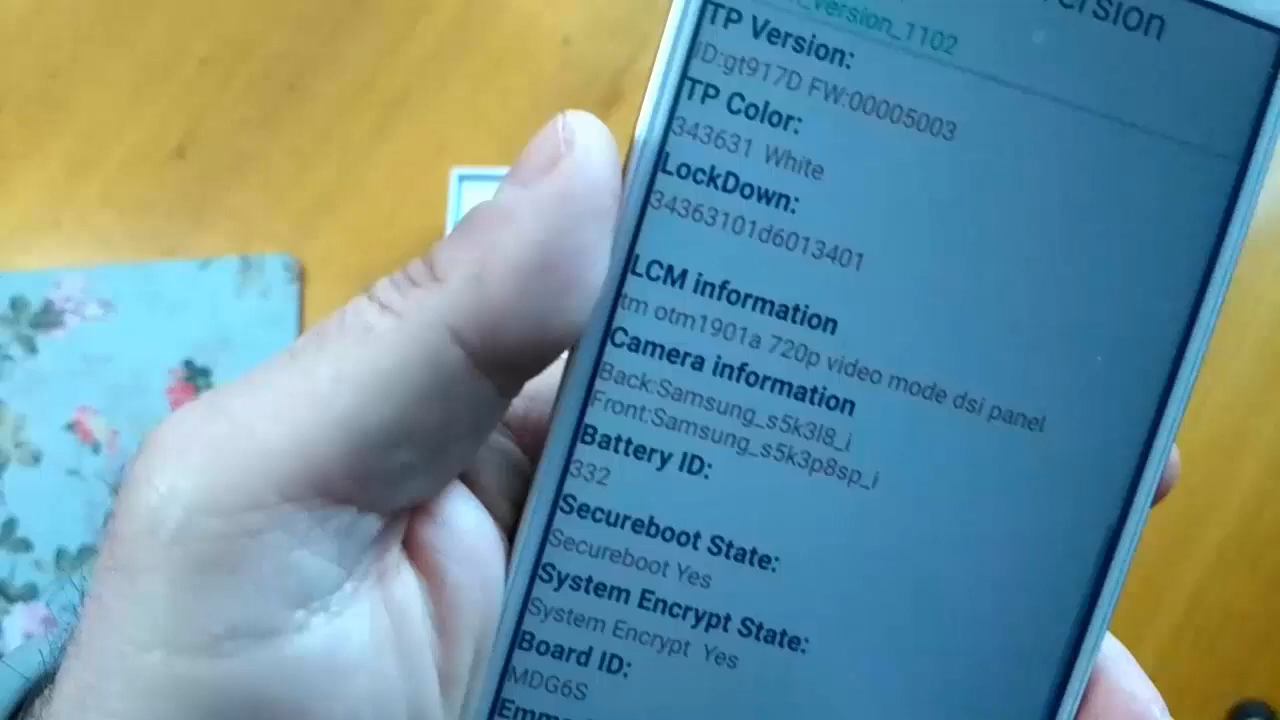 ersion
_version_1102
TP Version:
ID:gt917D FW:00005003
TP Color:
343631 White
LockDown:
34363101d6013401
LCM information
tm otm1901a 720p video mode dsi panel
Camera information
Back:Samsung_s5k3l8_i
Front:Samsung_s5k3p8sp_i
Battery ID:
332
Secureboot State:
Secureboot Yes
System Encrypt State:
System Encrypt Yes
Board ID:
MDG6S